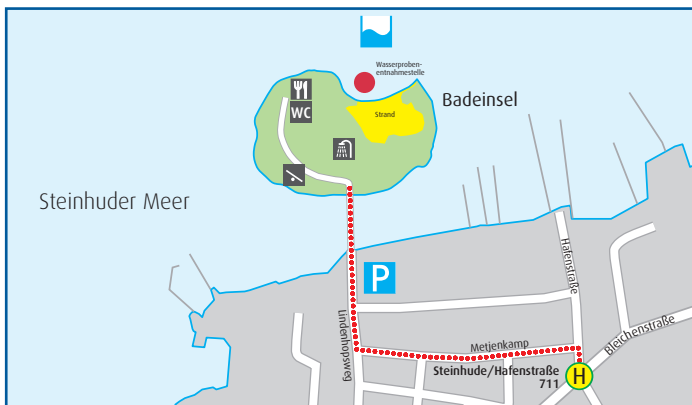 Wasserproben-
entnahmestelle
Badeinsel
WC
Strand
Steinhuder Meer
P
Hafenstraße
Lindenhopsweg
Bleichenstraße
Metjenkamp
Steinhude/Hafenstraße
711
H